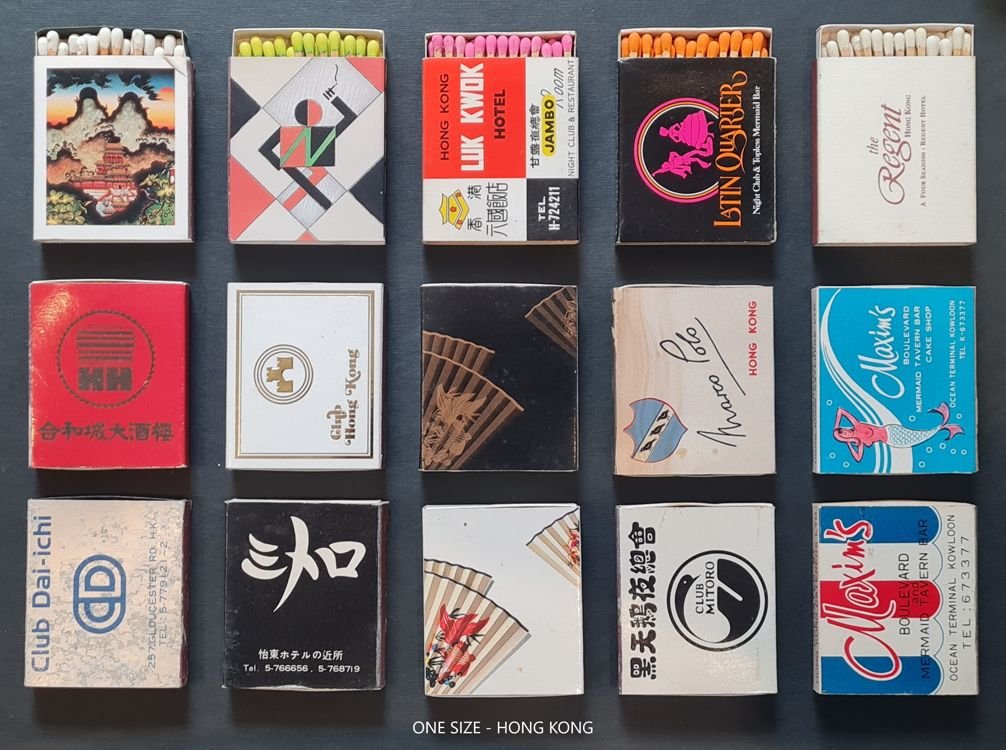 HONG KONG
LUK KWOK
HOTEL
甘露夜總會
JAMBO Room
NIGHT CLUB & RESTAURANT
香港
六國飯店
TEL.
H-724211
LATIN QUARTER
Night Club & Topless Mermaid Bar
the
Regent
HONG KONG
A FOUR SEASONS · REGENT HOTEL
合和城大酒樓
Club
Hong Kong
Marco Polo
HONG KONG
Maxim's
BOULEVARD
MERMAID TAVERN BAR
CAKE SHOP
OCEAN TERMINAL KOWLOON
TEL K-673377
Club Dai-ichi
257 GLOUCESTER RD. H.K.
怡東ホテルの近所
Tel. 5-766656 . 5-768719
黑天鵝夜總會
CLUB
MITORO
Maxim's
BOULEVARD
and
MERMAID TAVERN BAR
OCEAN TERMINAL KOWLOON
TEL : 673377
ONE SIZE - HONG KONG